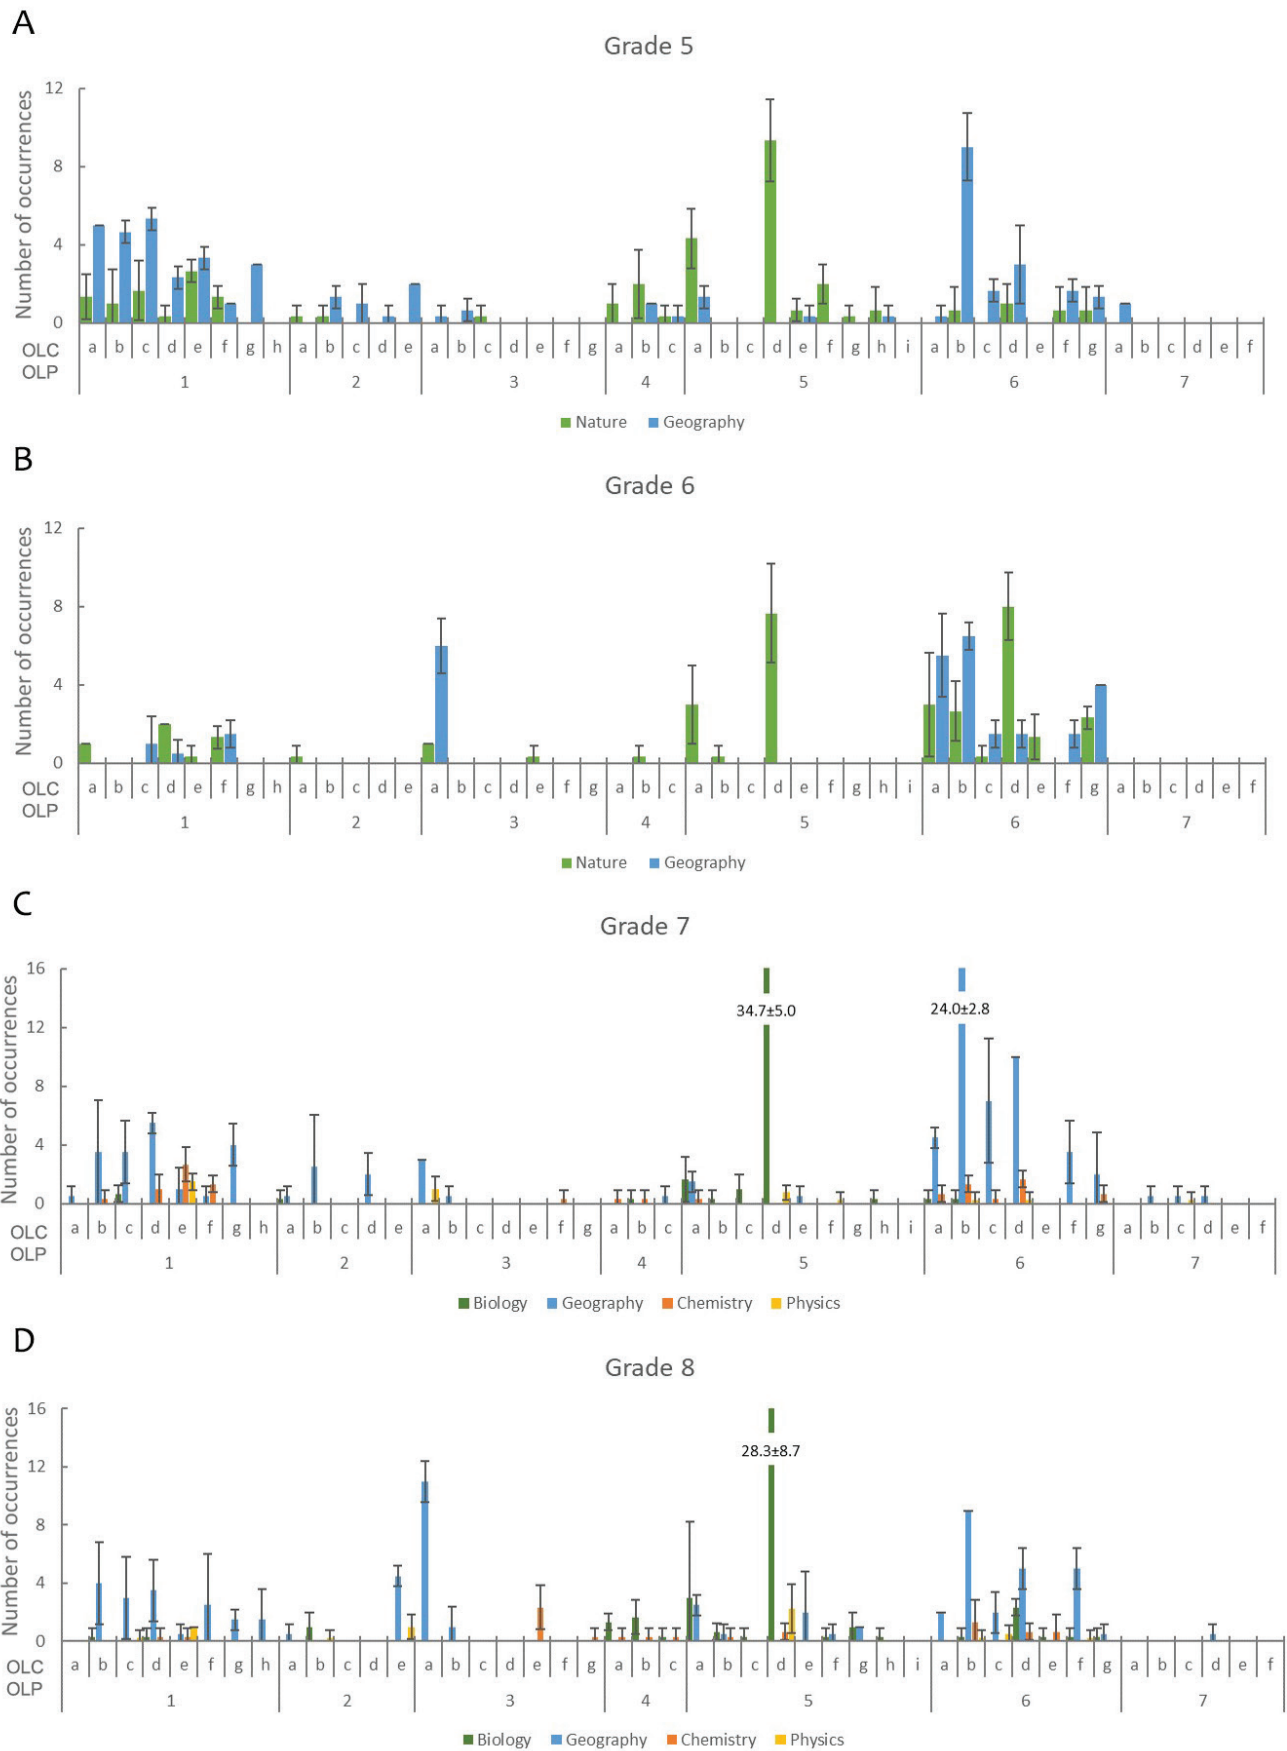 A
Grade 5
Number of occurrences
12
8
4
0
OLC a b c d e f g h a b c d e a b c d e f g a b c a b c d e f g h i a b c d e f g a b c d e f
OLP 1 2 3 4 5 6 7
Nature Geography
B
Grade 6
Number of occurrences
12
8
4
0
OLC a b c d e f g h a b c d e a b c d e f g a b c a b c d e f g h i a b c d e f g a b c d e f
OLP 1 2 3 4 5 6 7
Nature Geography
C
Grade 7
Number of occurrences
16
12
8
4
0
34.7±5.0 24.0±2.8
OLC a b c d e f g h a b c d e a b c d e f g a b c a b c d e f g h i a b c d e f g a b c d e f
OLP 1 2 3 4 5 6 7
Biology Geography Chemistry Physics
D
Grade 8
Number of occurrences
16
12
8
4
0
28.3±8.7
OLC a b c d e f g h a b c d e a b c d e f g a b c a b c d e f g h i a b c d e f g a b c d e f
OLP 1 2 3 4 5 6 7
Biology Geography Chemistry Physics